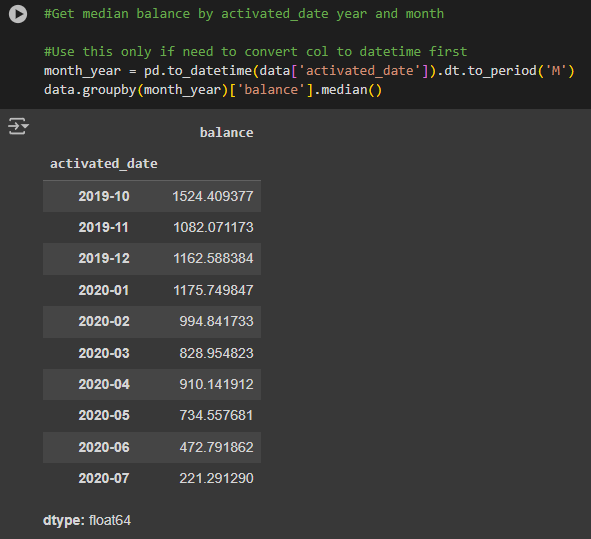 #Get median balance by activated_date year and month
#Use this only if need to convert col to datetime first
month_year = pd.to_datetime(data['activated_date']).dt.to_period('M')
data.groupby(month_year)['balance'].median()
balance
activated_date
2019-10 1524.409377
2019-11 1082.071173
2019-12 1162.588384
2020-01 1175.749847
2020-02 994.841733
2020-03 828.954823
2020-04 910.141912
2020-05 734.557681
2020-06 472.791862
2020-07 221.291290
dtype: float64